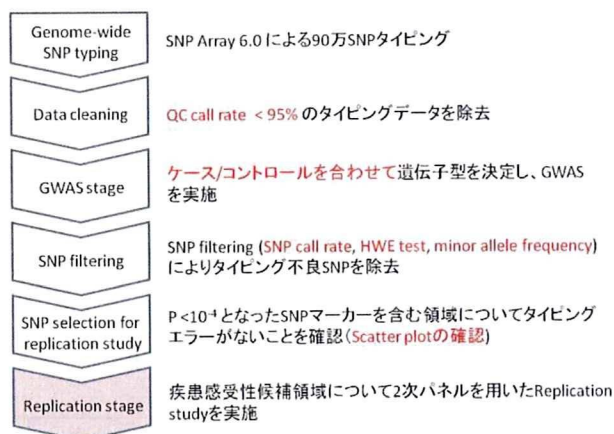 Genome-wide
SNP typing
SNP Array 6.0 による90万SNPタイピング
Data cleaning
QC call rate < 95% のタイピングデータを除去
GWAS stage
ケース/コントロールを合わせて遺伝子型を決定し、GWAS
を実施
SNP filtering
SNP filtering (SNP call rate, HWE test, minor allele frequency)
によりタイピング不良SNPを除去
SNP selection for
replication study
P <10⁻⁴ となったSNPマーカーを含む領域についてタイピング
エラーがないことを確認(Scatter plotの確認)
Replication stage
疾患感受性候補領域について2次パネルを用いたReplication
studyを実施